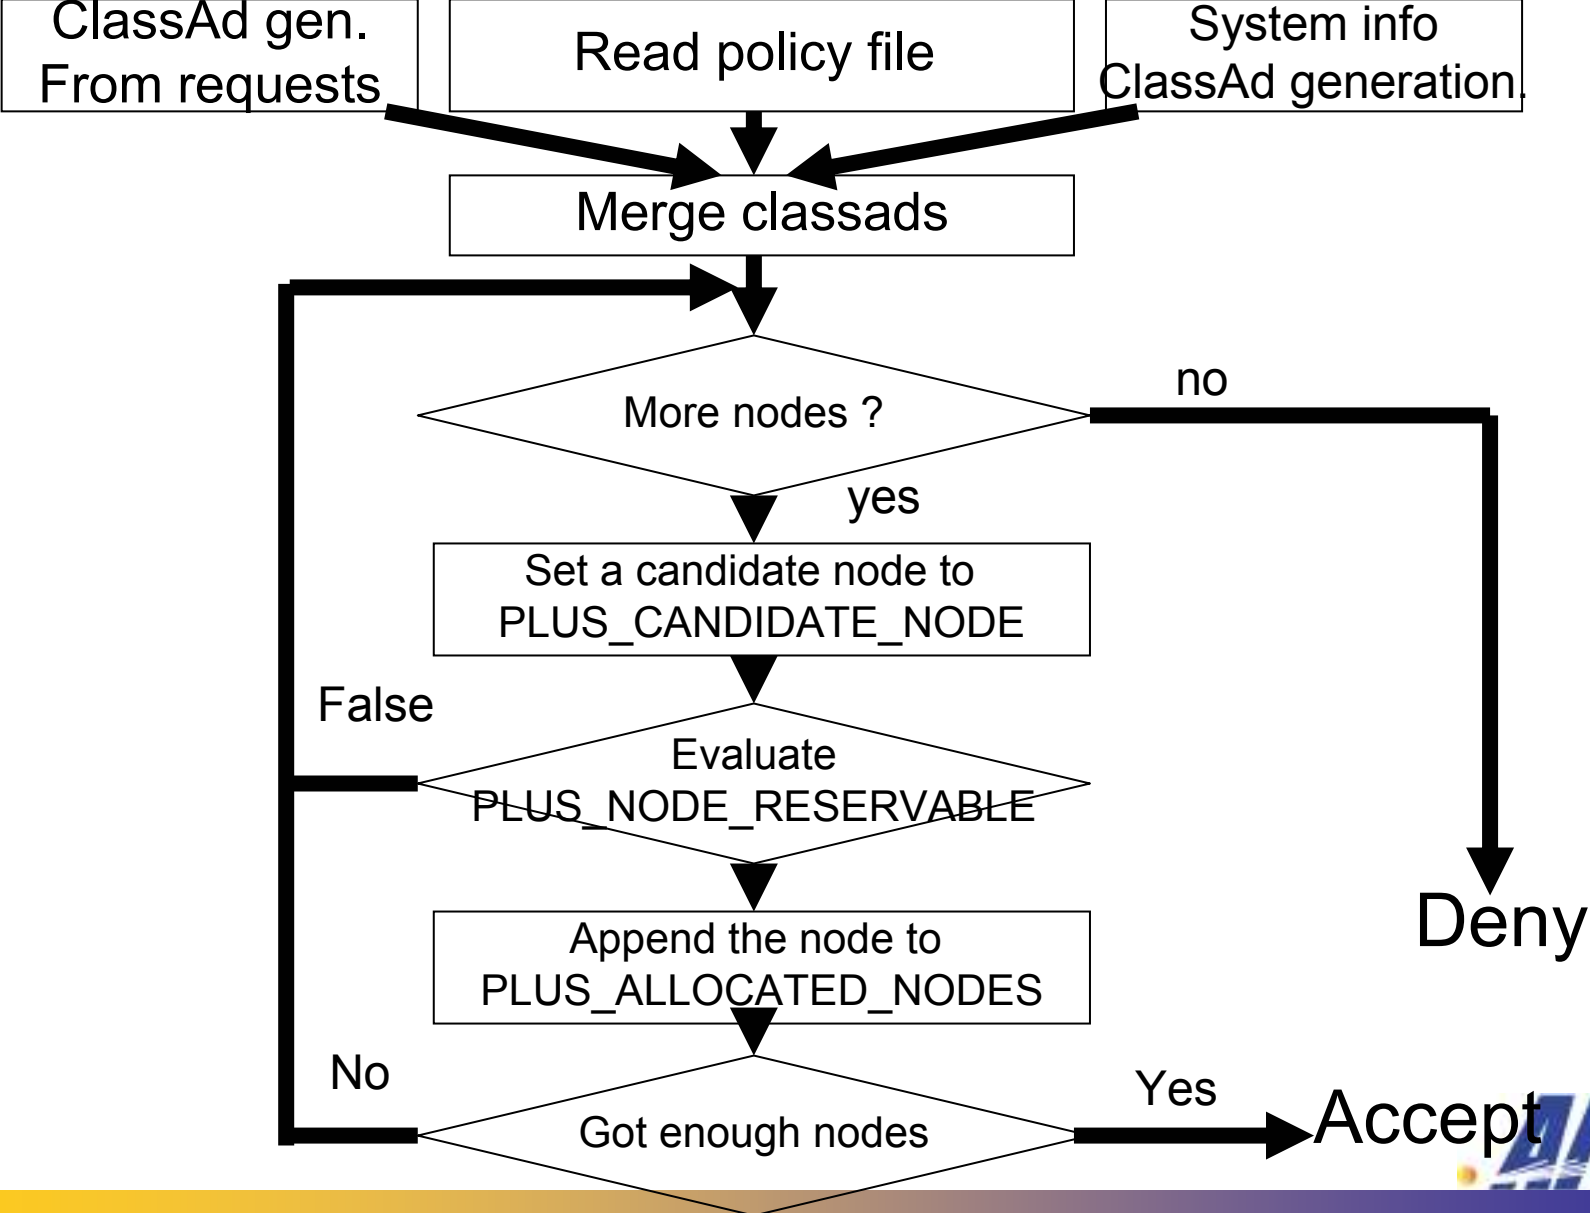 ClassAd gen.
From requests
Read policy file
System info
ClassAd generation.
Merge classads
More nodes ?
no
yes
Set a candidate node to
PLUS_CANDIDATE_NODE
False
Evaluate
PLUS_NODE_RESERVABLE
Append the node to
PLUS_ALLOCATED_NODES
Deny
No
Got enough nodes
Yes
Accept